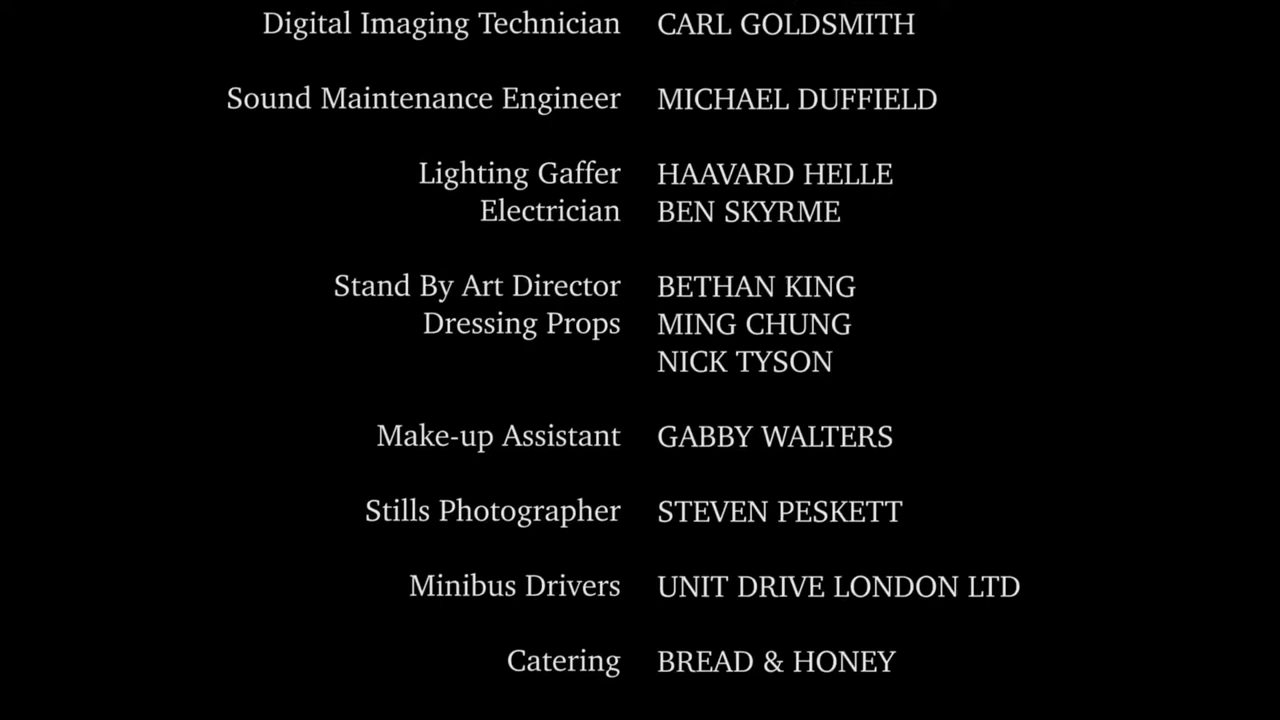 Digital Imaging Technician CARL GOLDSMITH
Sound Maintenance Engineer MICHAEL DUFFIELD
Lighting Gaffer HAAVARD HELLE
Electrician BEN SKYRME
Stand By Art Director BETHAN KING
Dressing Props MING CHUNG
NICK TYSON
Make-up Assistant GABBY WALTERS
Stills Photographer STEVEN PESKETT
Minibus Drivers UNIT DRIVE LONDON LTD
Catering BREAD & HONEY